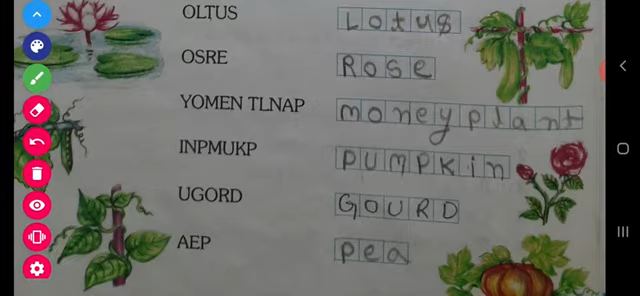 OLTUS Lotus
OSRE Rose
YOMEN TLNAP moneyplant
INPMUKP PUMPKin
UGORD GOURD
AEP Pea